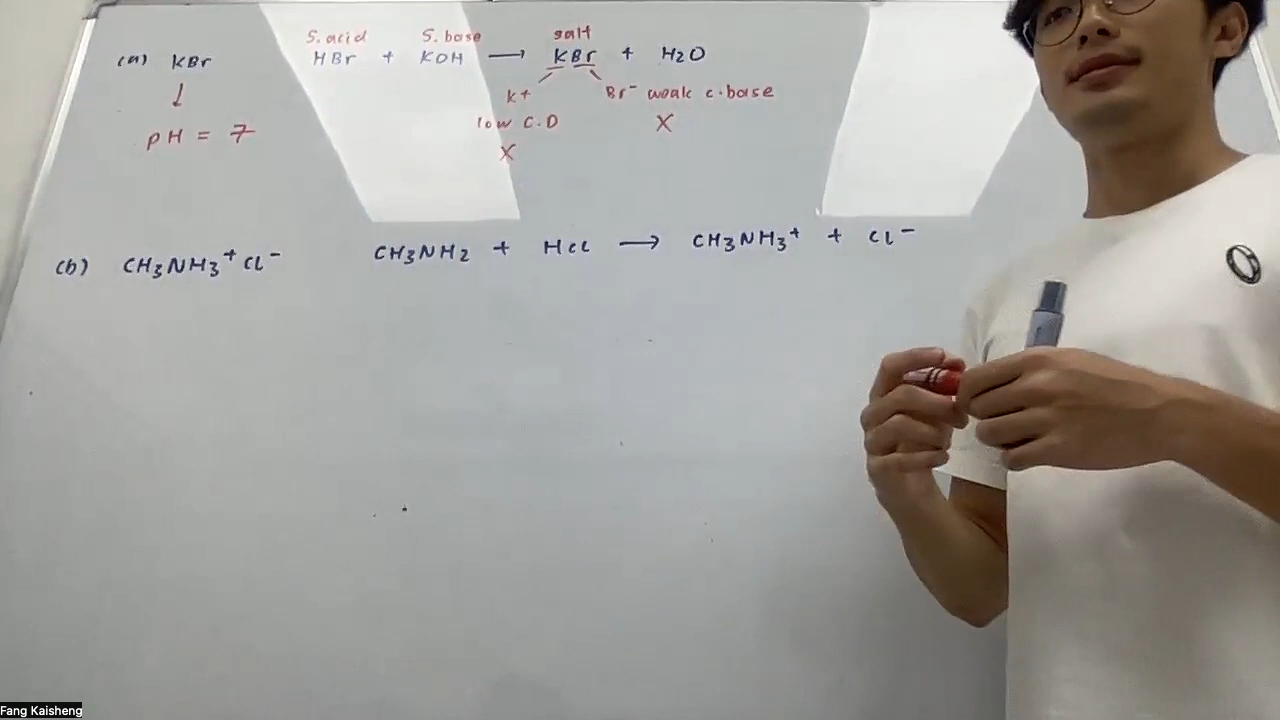 S. acid S. base salt
(a) KBr HBr + KOH → KBr + H2O
K+ Br⁻ weak c. base
low C.D X
pH = 7
X
(b) CH3NH3⁺Cl⁻ CH3NH2 + HCl → CH3NH3⁺ + Cl⁻
Fang Kaisheng